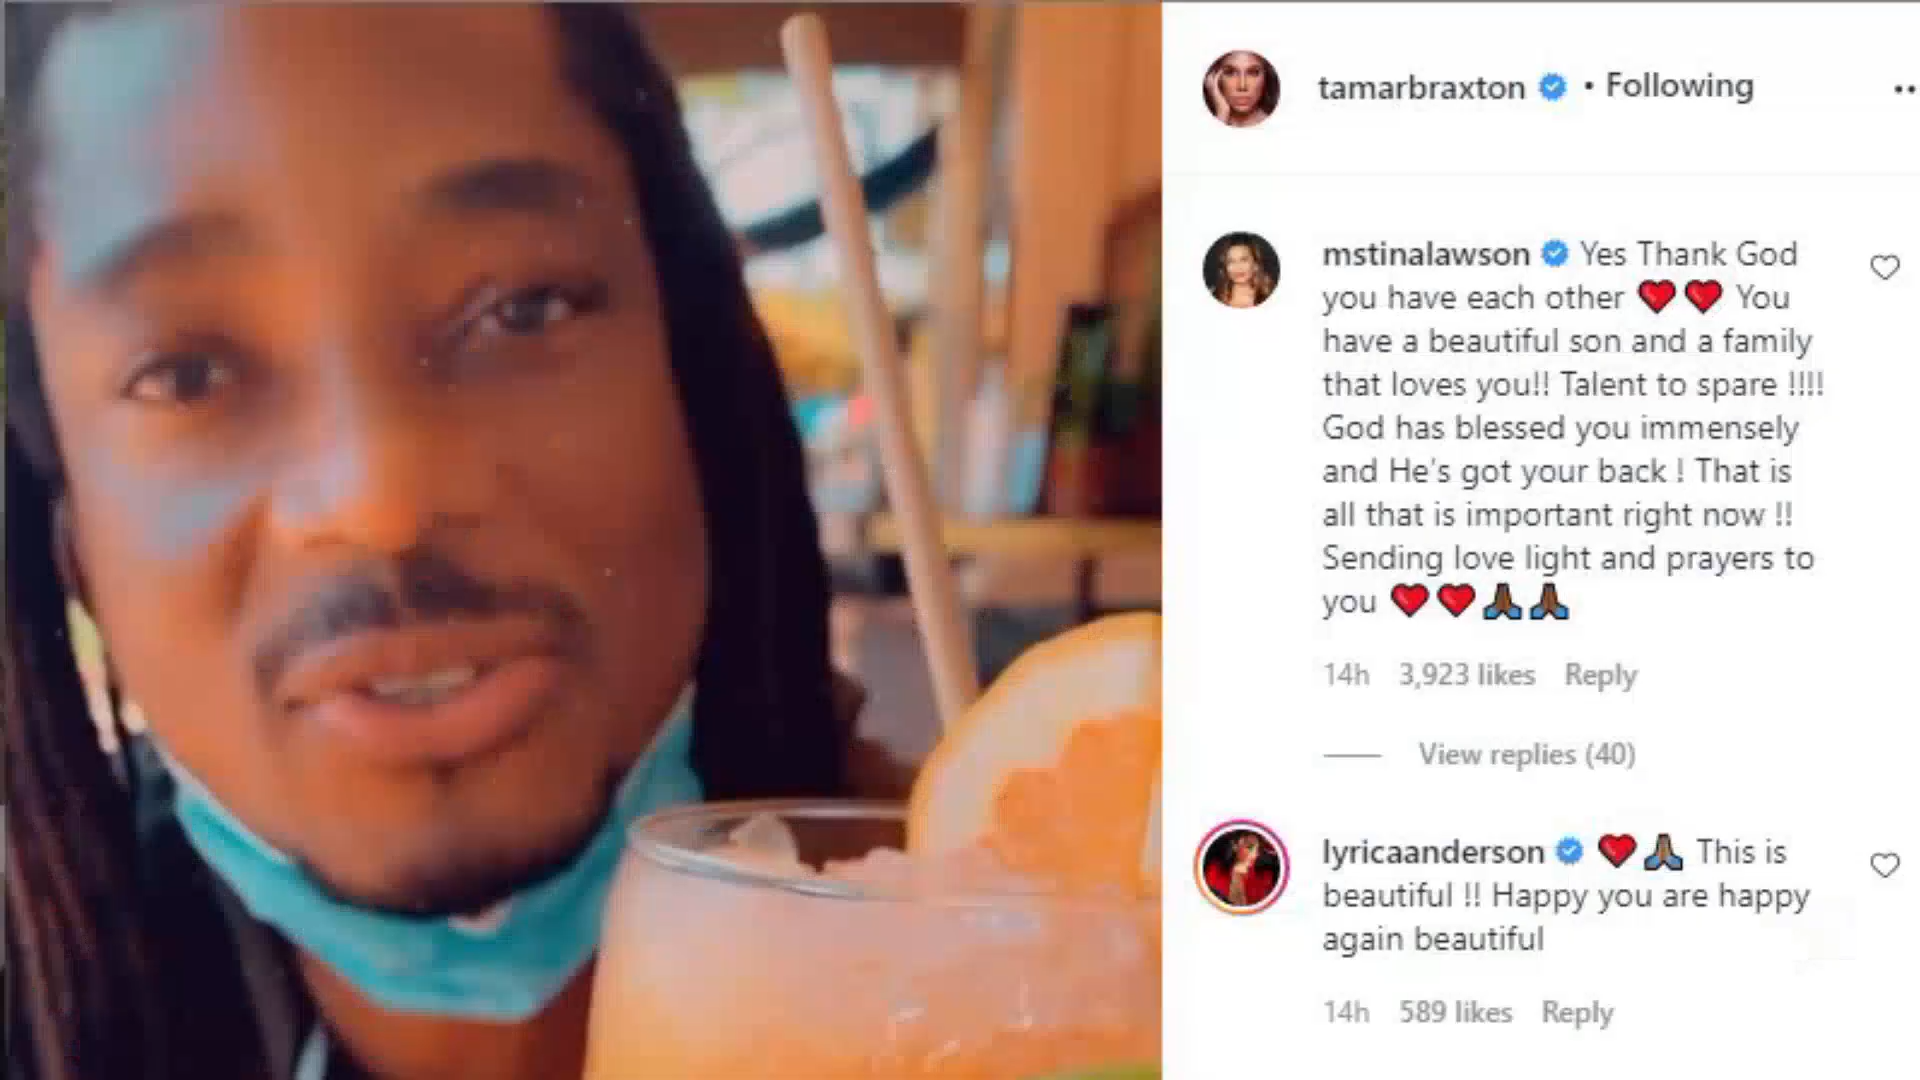 tamarbraxton • Following
mstinalawson Yes Thank God
you have each other ❤️❤️ You
have a beautiful son and a family
that loves you!! Talent to spare !!!!
God has blessed you immensely
and He's got your back ! That is
all that is important right now !!
Sending love light and prayers to
you ❤️❤️🙏🏾🙏🏾
14h 3,923 likes Reply
View replies (40)
lyricaanderson ❤️🙏🏽 This is
beautiful !! Happy you are happy
again beautiful
14h 589 likes Reply